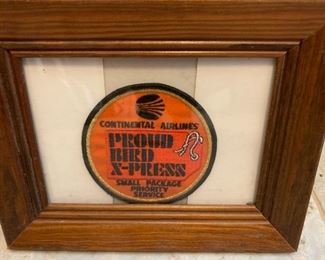 CONTINENTAL AIRLINES
PROUD
BIRD
X-PRESS
SMALL PACKAGE
PRIORITY
SERVICE